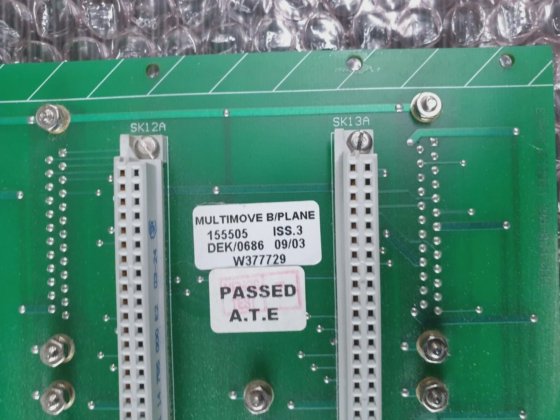 SK12A
SK13A
MULTIMOVE B/PLANE
155505 ISS.3
DEK/0686 09/03
W377729
PASSED
A.T.E